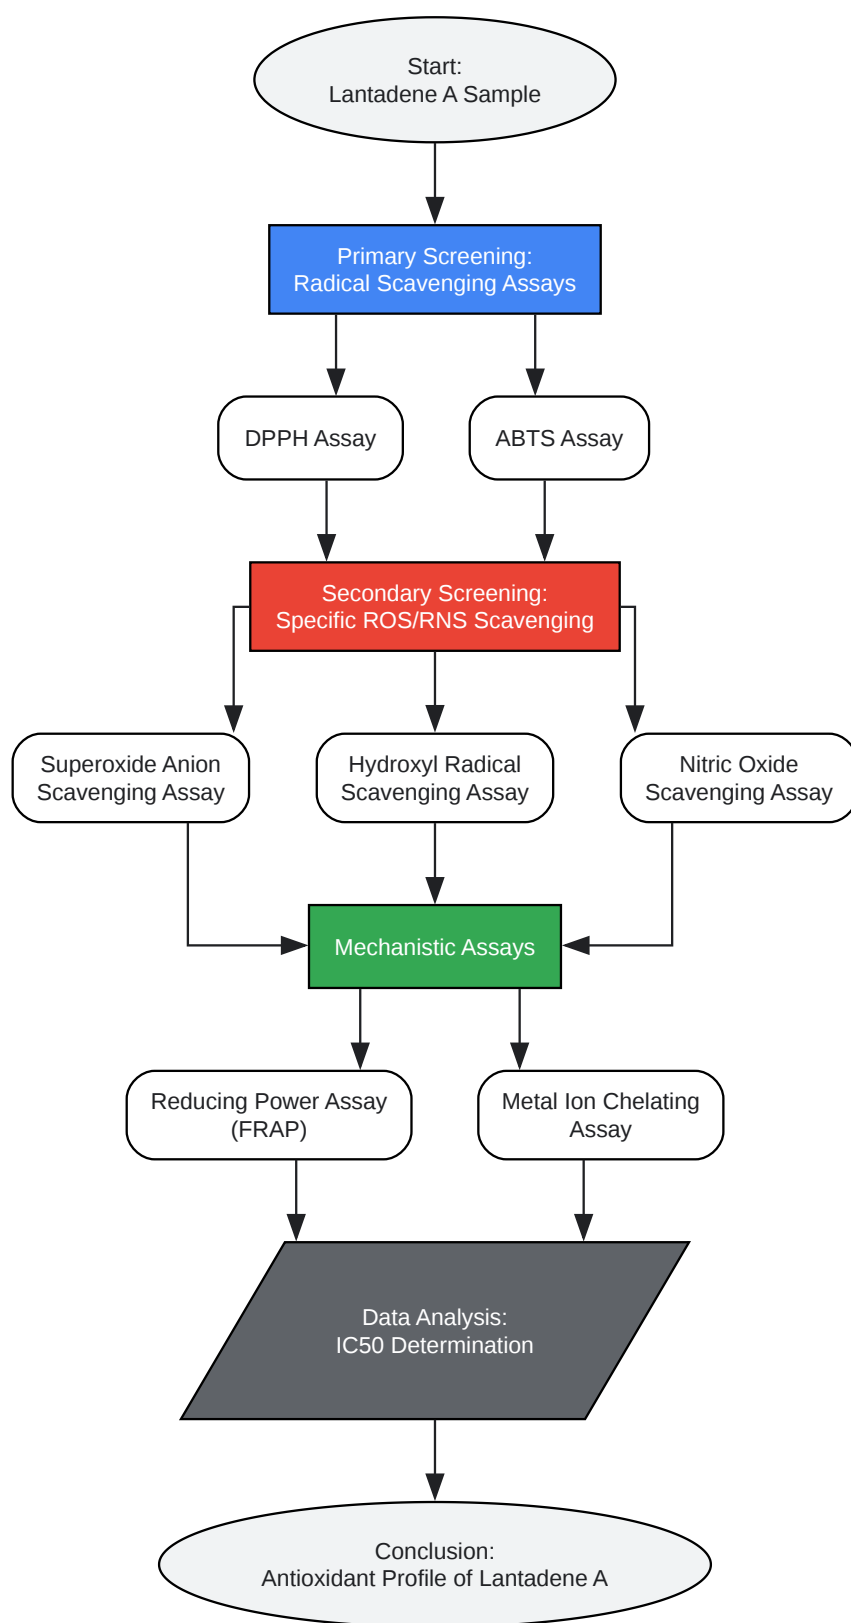 Start:
Lantadene A Sample
Primary Screening:
Radical Scavenging Assays
DPPH Assay
ABTS Assay
Secondary Screening:
Specific ROS/RNS Scavenging
Superoxide Anion
Scavenging Assay
Hydroxyl Radical
Scavenging Assay
Nitric Oxide
Scavenging Assay
Mechanistic Assays
Reducing Power Assay
(FRAP)
Metal Ion Chelating
Assay
Data Analysis:
IC50 Determination
Conclusion:
Antioxidant Profile of Lantadene A